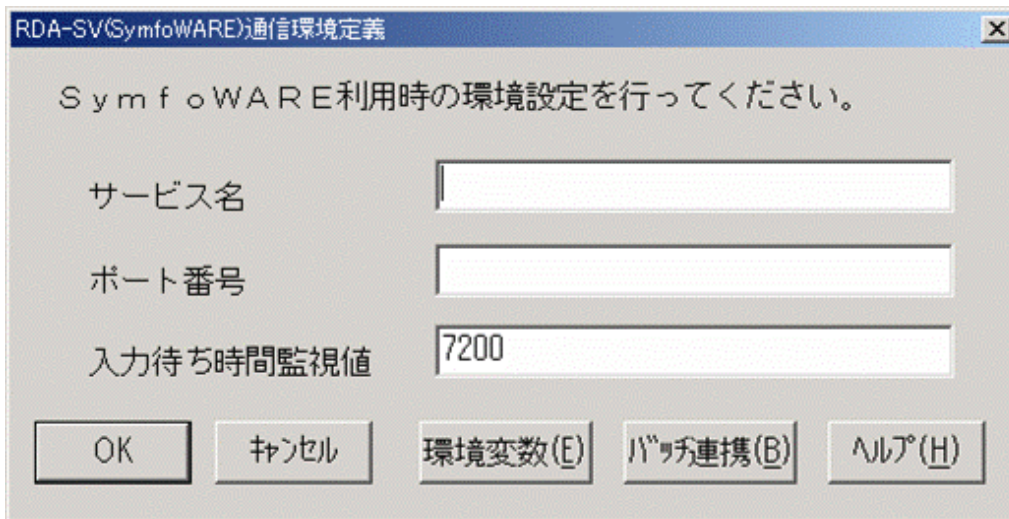 RDA-SV(SymfoWARE)通信環境定義
ＳｙｍｆｏＷＡＲＥ利用時の環境設定を行ってください。
サービス名
ポート番号
入力待ち時間監視値
7200
OK ｷｬﾝｾﾙ 環境変数(E) ﾊﾞｯﾁ連携(B) ﾍﾙﾌﾟ(H)